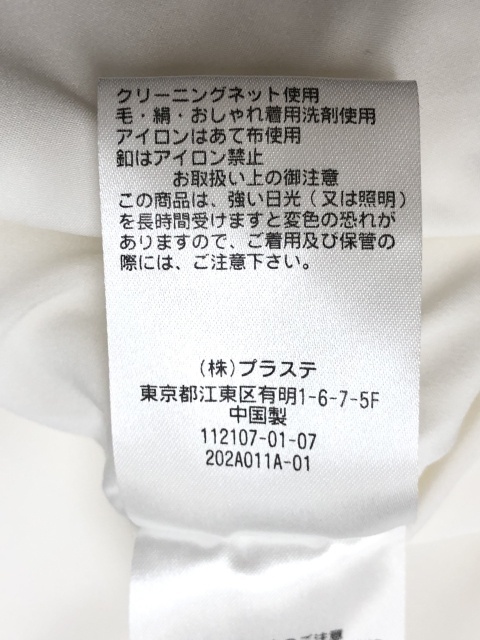 クリーニングネット使用
毛・絹・おしゃれ着用洗剤使用
アイロンはあて布使用
釦はアイロン禁止
お取扱い上の御注意
この商品は、強い日光（又は照明）
を長時間受けますと変色の恐れが
ありますので、ご着用及び保管の
際には、ご注意下さい。
(株)プラステ
東京都江東区有明1-6-7-5F
中国製
112107-01-07
202A011A-01
のご注意